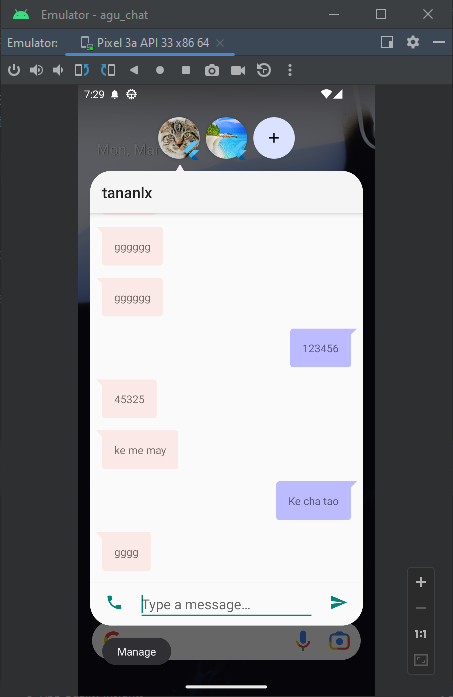 Emulator - agu_chat
Emulator: Pixel 3a API 33 x86 64
7:29
Mon, Mar
tananlx
gggggg
gggggg
123456
45325
ke me may
Ke cha tao
gggg
Type a message...
Manage
1:1